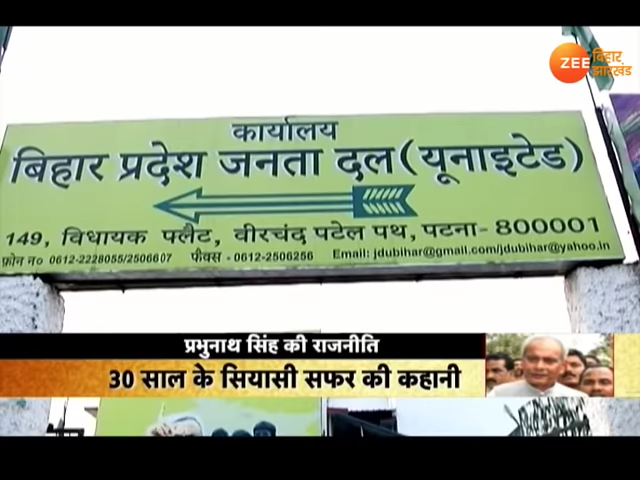 ZEE बिहार झारखंड
कार्यालय
बिहार प्रदेश जनता दल (यूनाइटेड)
149, विधायक फ्लैट, वीरचंद पटेल पथ, पटना- 800001
फ़ोन न० 0612-2228055/2506607 फैक्स - 0612-2506256 Email: jdubihar@gmail.com/jdubihar@yahoo.in
प्रभुनाथ सिंह की राजनीति
30 साल के सियासी सफर की कहानी